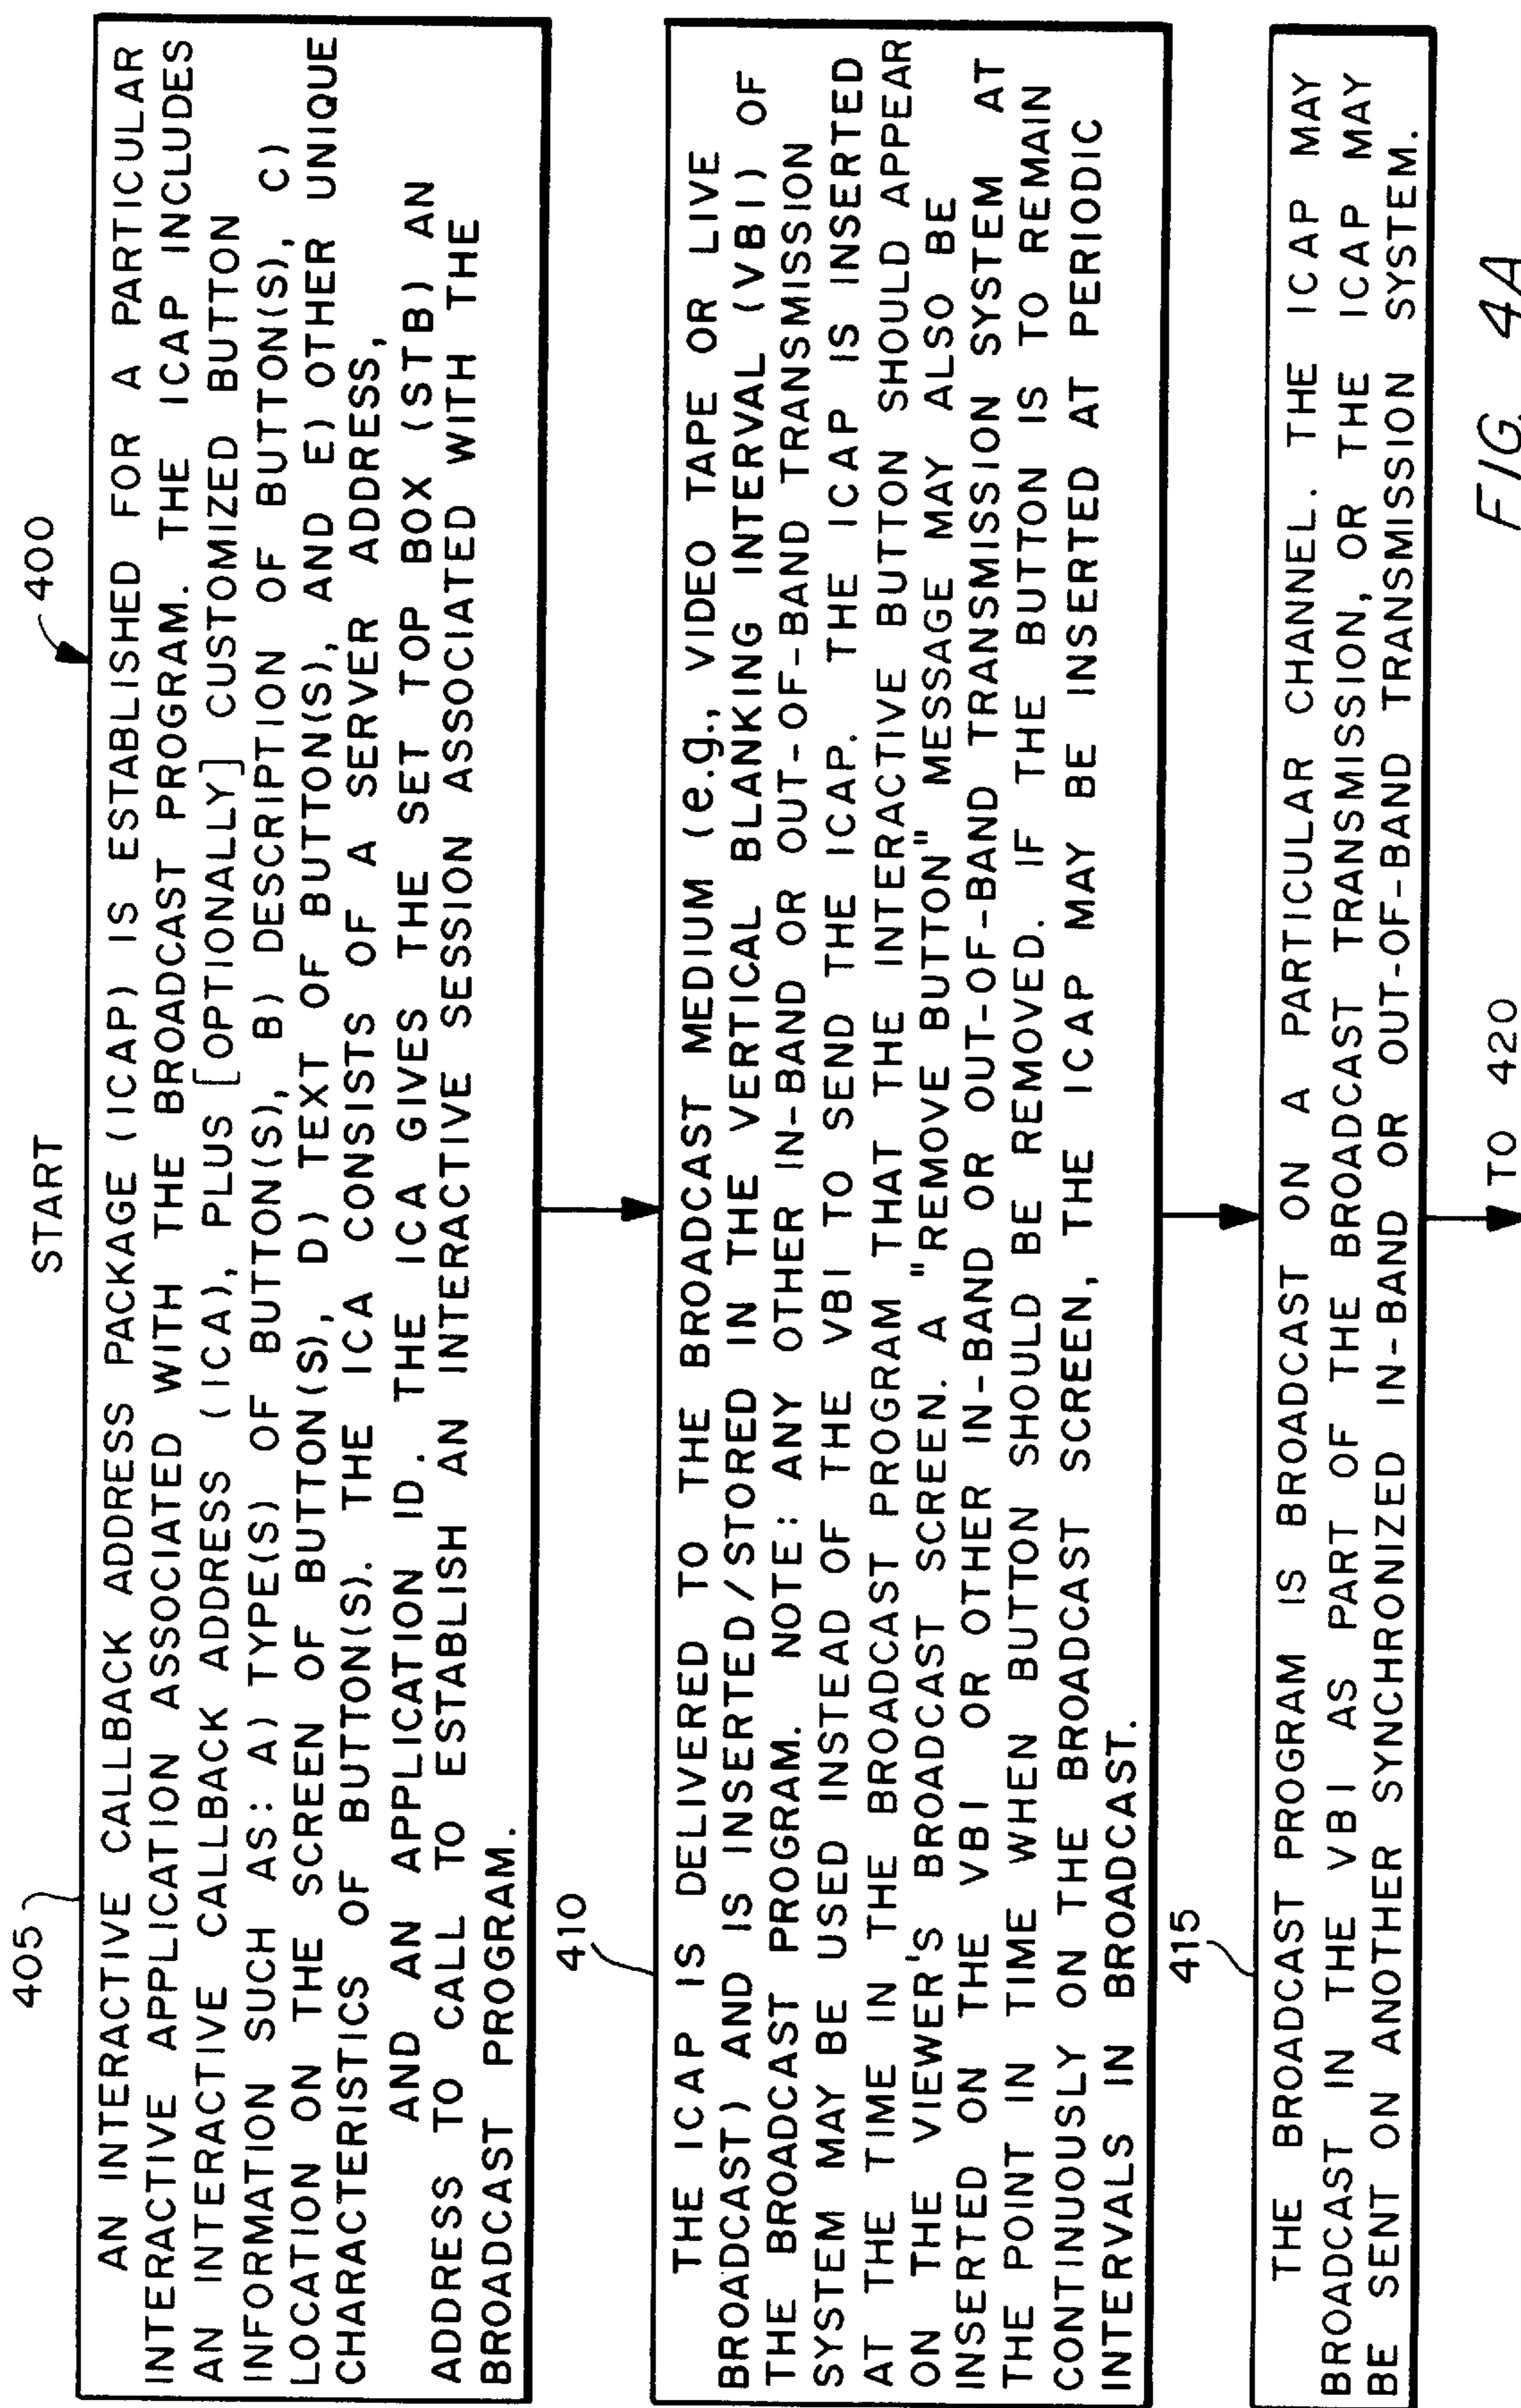 START
400
405
AN INTERACTIVE CALLBACK ADDRESS PACKAGE (ICAP) IS ESTABLISHED FOR A PARTICULAR
INTERACTIVE APPLICATION ASSOCIATED WITH THE BROADCAST PROGRAM. THE ICAP INCLUDES
AN INTERACTIVE CALLBACK ADDRESS (ICA), PLUS [OPTIONALLY] CUSTOMIZED BUTTON
INFORMATION SUCH AS: A) TYPE(S) OF BUTTON(S), B) DESCRIPTION OF BUTTON(S), C)
LOCATION ON THE SCREEN OF BUTTON(S), D) TEXT OF BUTTON(S), AND E) OTHER UNIQUE
CHARACTERISTICS OF BUTTON(S). THE ICA CONSISTS OF A SERVER ADDRESS,
AND AN APPLICATION ID. THE ICA GIVES THE SET TOP BOX (STB) AN
ADDRESS TO CALL TO ESTABLISH AN INTERACTIVE SESSION ASSOCIATED WITH THE
BROADCAST PROGRAM.
410
THE ICAP IS DELIVERED TO THE BROADCAST MEDIUM (e.g., VIDEO TAPE OR LIVE
BROADCAST) AND IS INSERTED/STORED IN THE VERTICAL BLANKING INTERVAL (VBI) OF
THE BROADCAST PROGRAM. NOTE: ANY OTHER IN-BAND OR OUT-OF-BAND TRANSMISSION
SYSTEM MAY BE USED INSTEAD OF THE VBI TO SEND THE ICAP. THE ICAP IS INSERTED
AT THE TIME IN THE BROADCAST PROGRAM THAT THE INTERACTIVE BUTTON SHOULD APPEAR
ON THE VIEWER'S BROADCAST SCREEN. A "REMOVE BUTTON" MESSAGE MAY ALSO BE
INSERTED ON THE VBI OR OTHER IN-BAND OR OUT-OF-BAND TRANSMISSION SYSTEM AT
THE POINT IN TIME WHEN BUTTON SHOULD BE REMOVED. IF THE BUTTON IS TO REMAIN
CONTINUOUSLY ON THE BROADCAST SCREEN, THE ICAP MAY BE INSERTED AT PERIODIC
INTERVALS IN BROADCAST.
415
THE BROADCAST PROGRAM IS BROADCAST ON A PARTICULAR CHANNEL. THE ICAP MAY
BROADCAST IN THE VBI AS PART OF THE BROADCAST TRANSMISSION, OR THE ICAP MAY
BE SENT ON ANOTHER SYNCHRONIZED IN-BAND OR OUT-OF-BAND TRANSMISSION SYSTEM.
TO 420
FIG. 4A